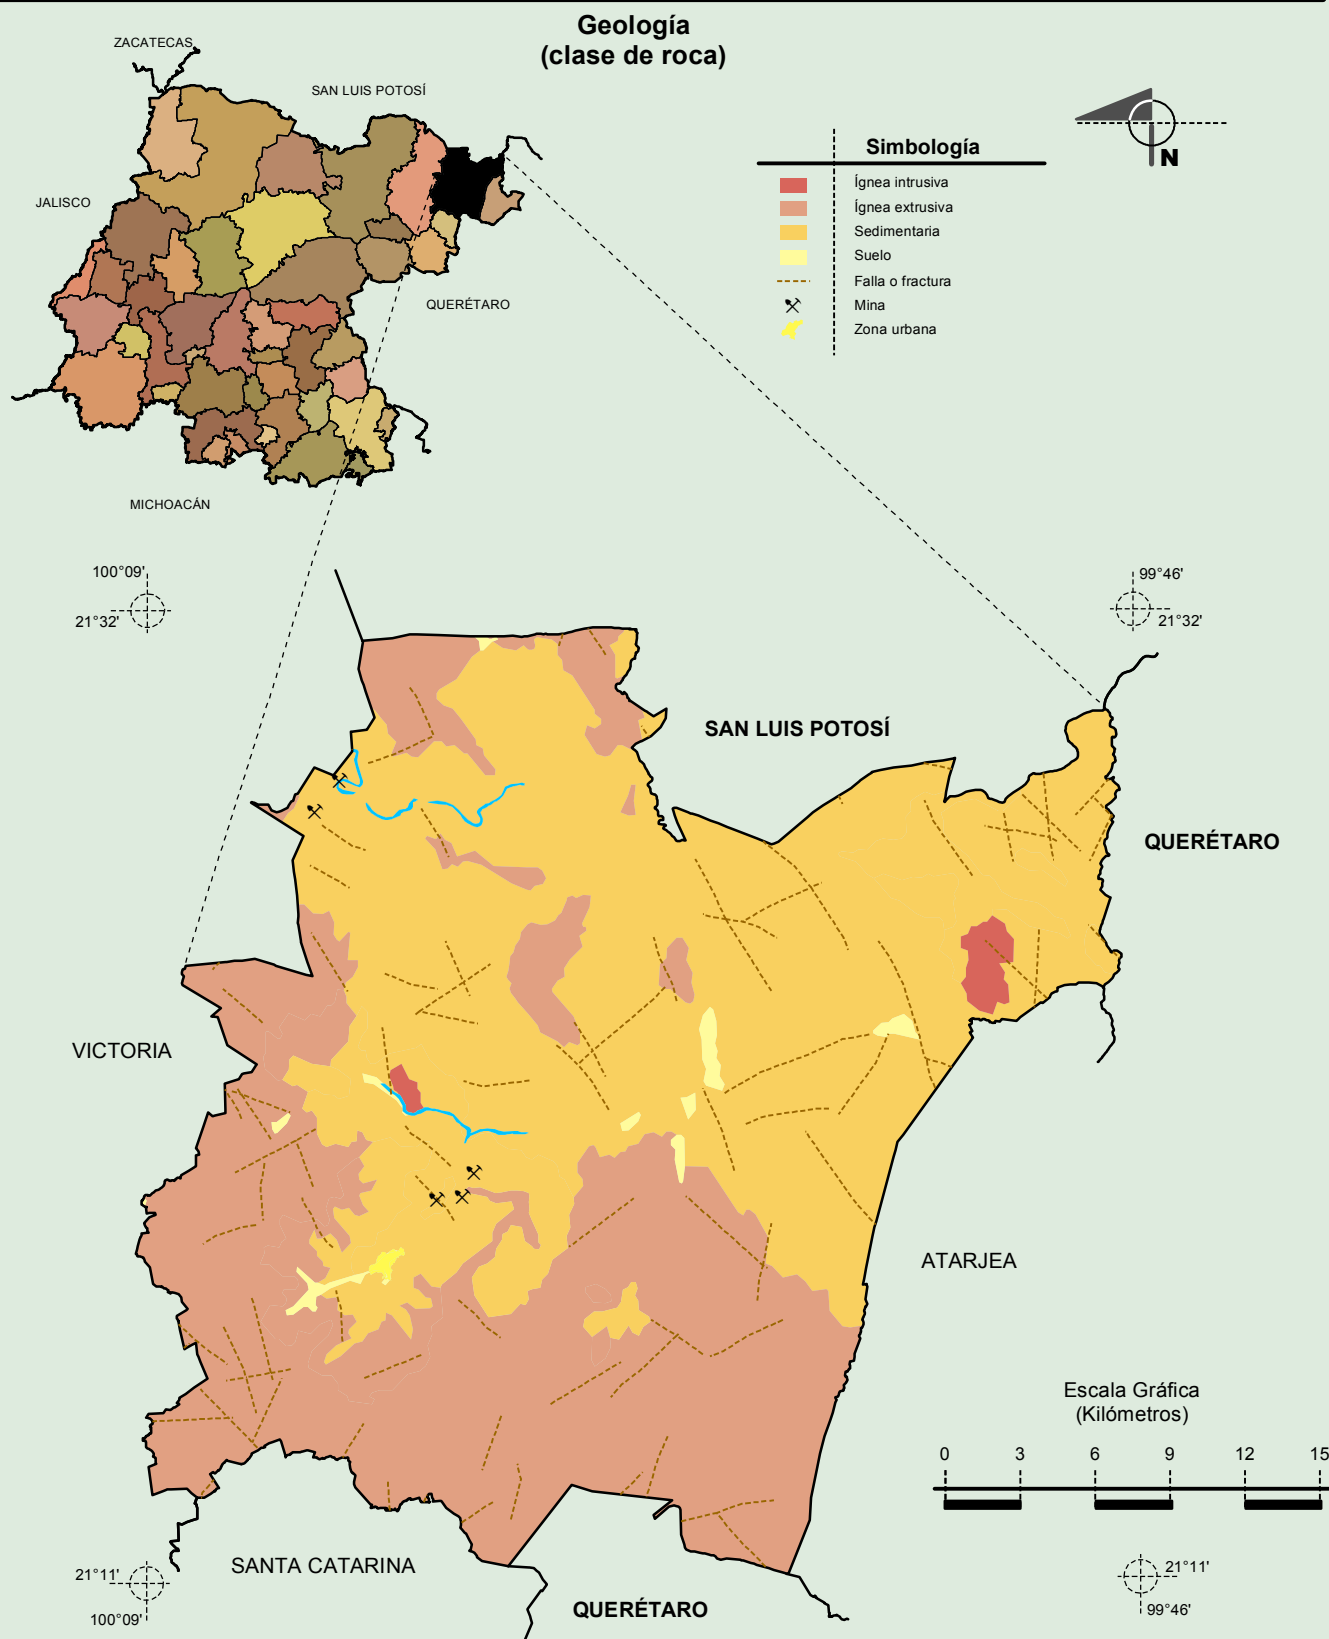 Geología
(clase de roca)
ZACATECAS
SAN LUIS POTOSÍ
JALISCO
QUERÉTARO
MICHOACÁN
N
Simbología
Ígnea intrusiva
Ígnea extrusiva
Sedimentaria
Suelo
Falla o fractura
Mina
Zona urbana
100°09'
21°32'
99°46'
21°32'
SAN LUIS POTOSÍ
QUERÉTARO
VICTORIA
ATARJEA
Escala Gráfica
(Kilómetros)
0 3 6 9 12 15
SANTA CATARINA
QUERÉTARO
21°11'
100°09'
21°11'
99°46'